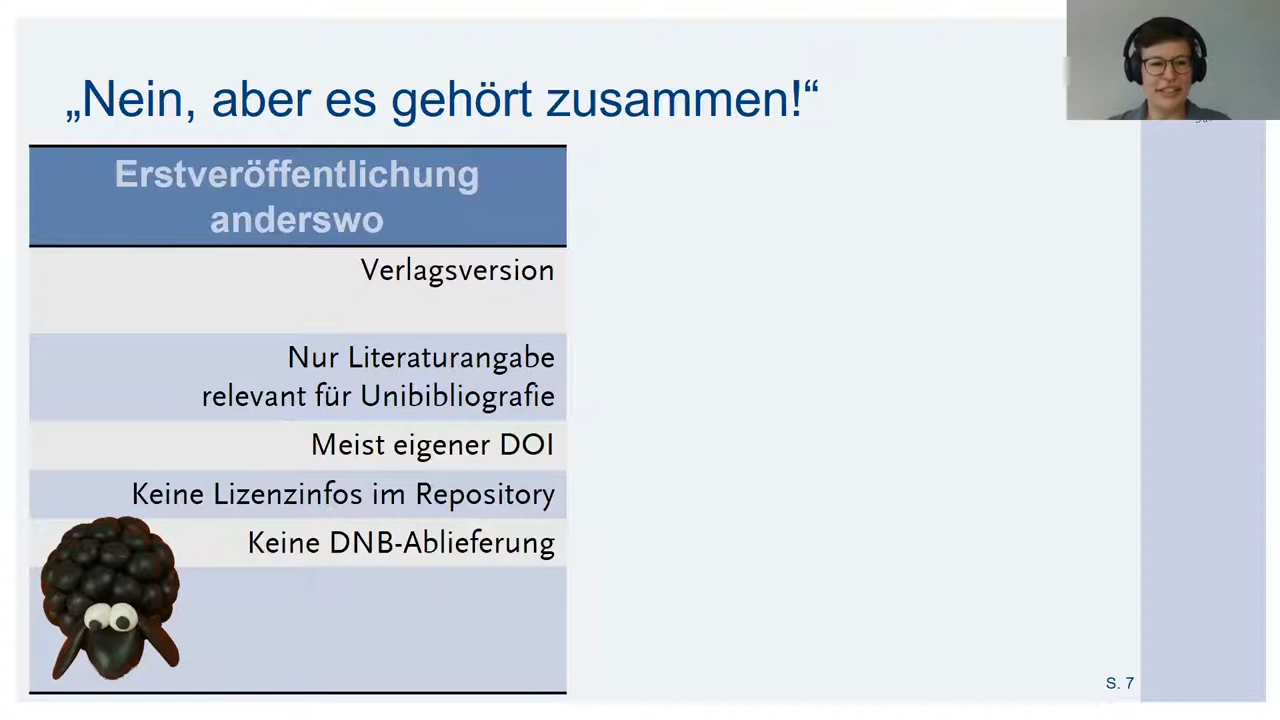 „Nein, aber es gehört zusammen!“
Erstveröffentlichung
anderswo
Verlagsversion
Nur Literaturangabe
relevant für Unibibliografie
Meist eigener DOI
Keine Lizenzinfos im Repository
Keine DNB-Ablieferung
S. 7